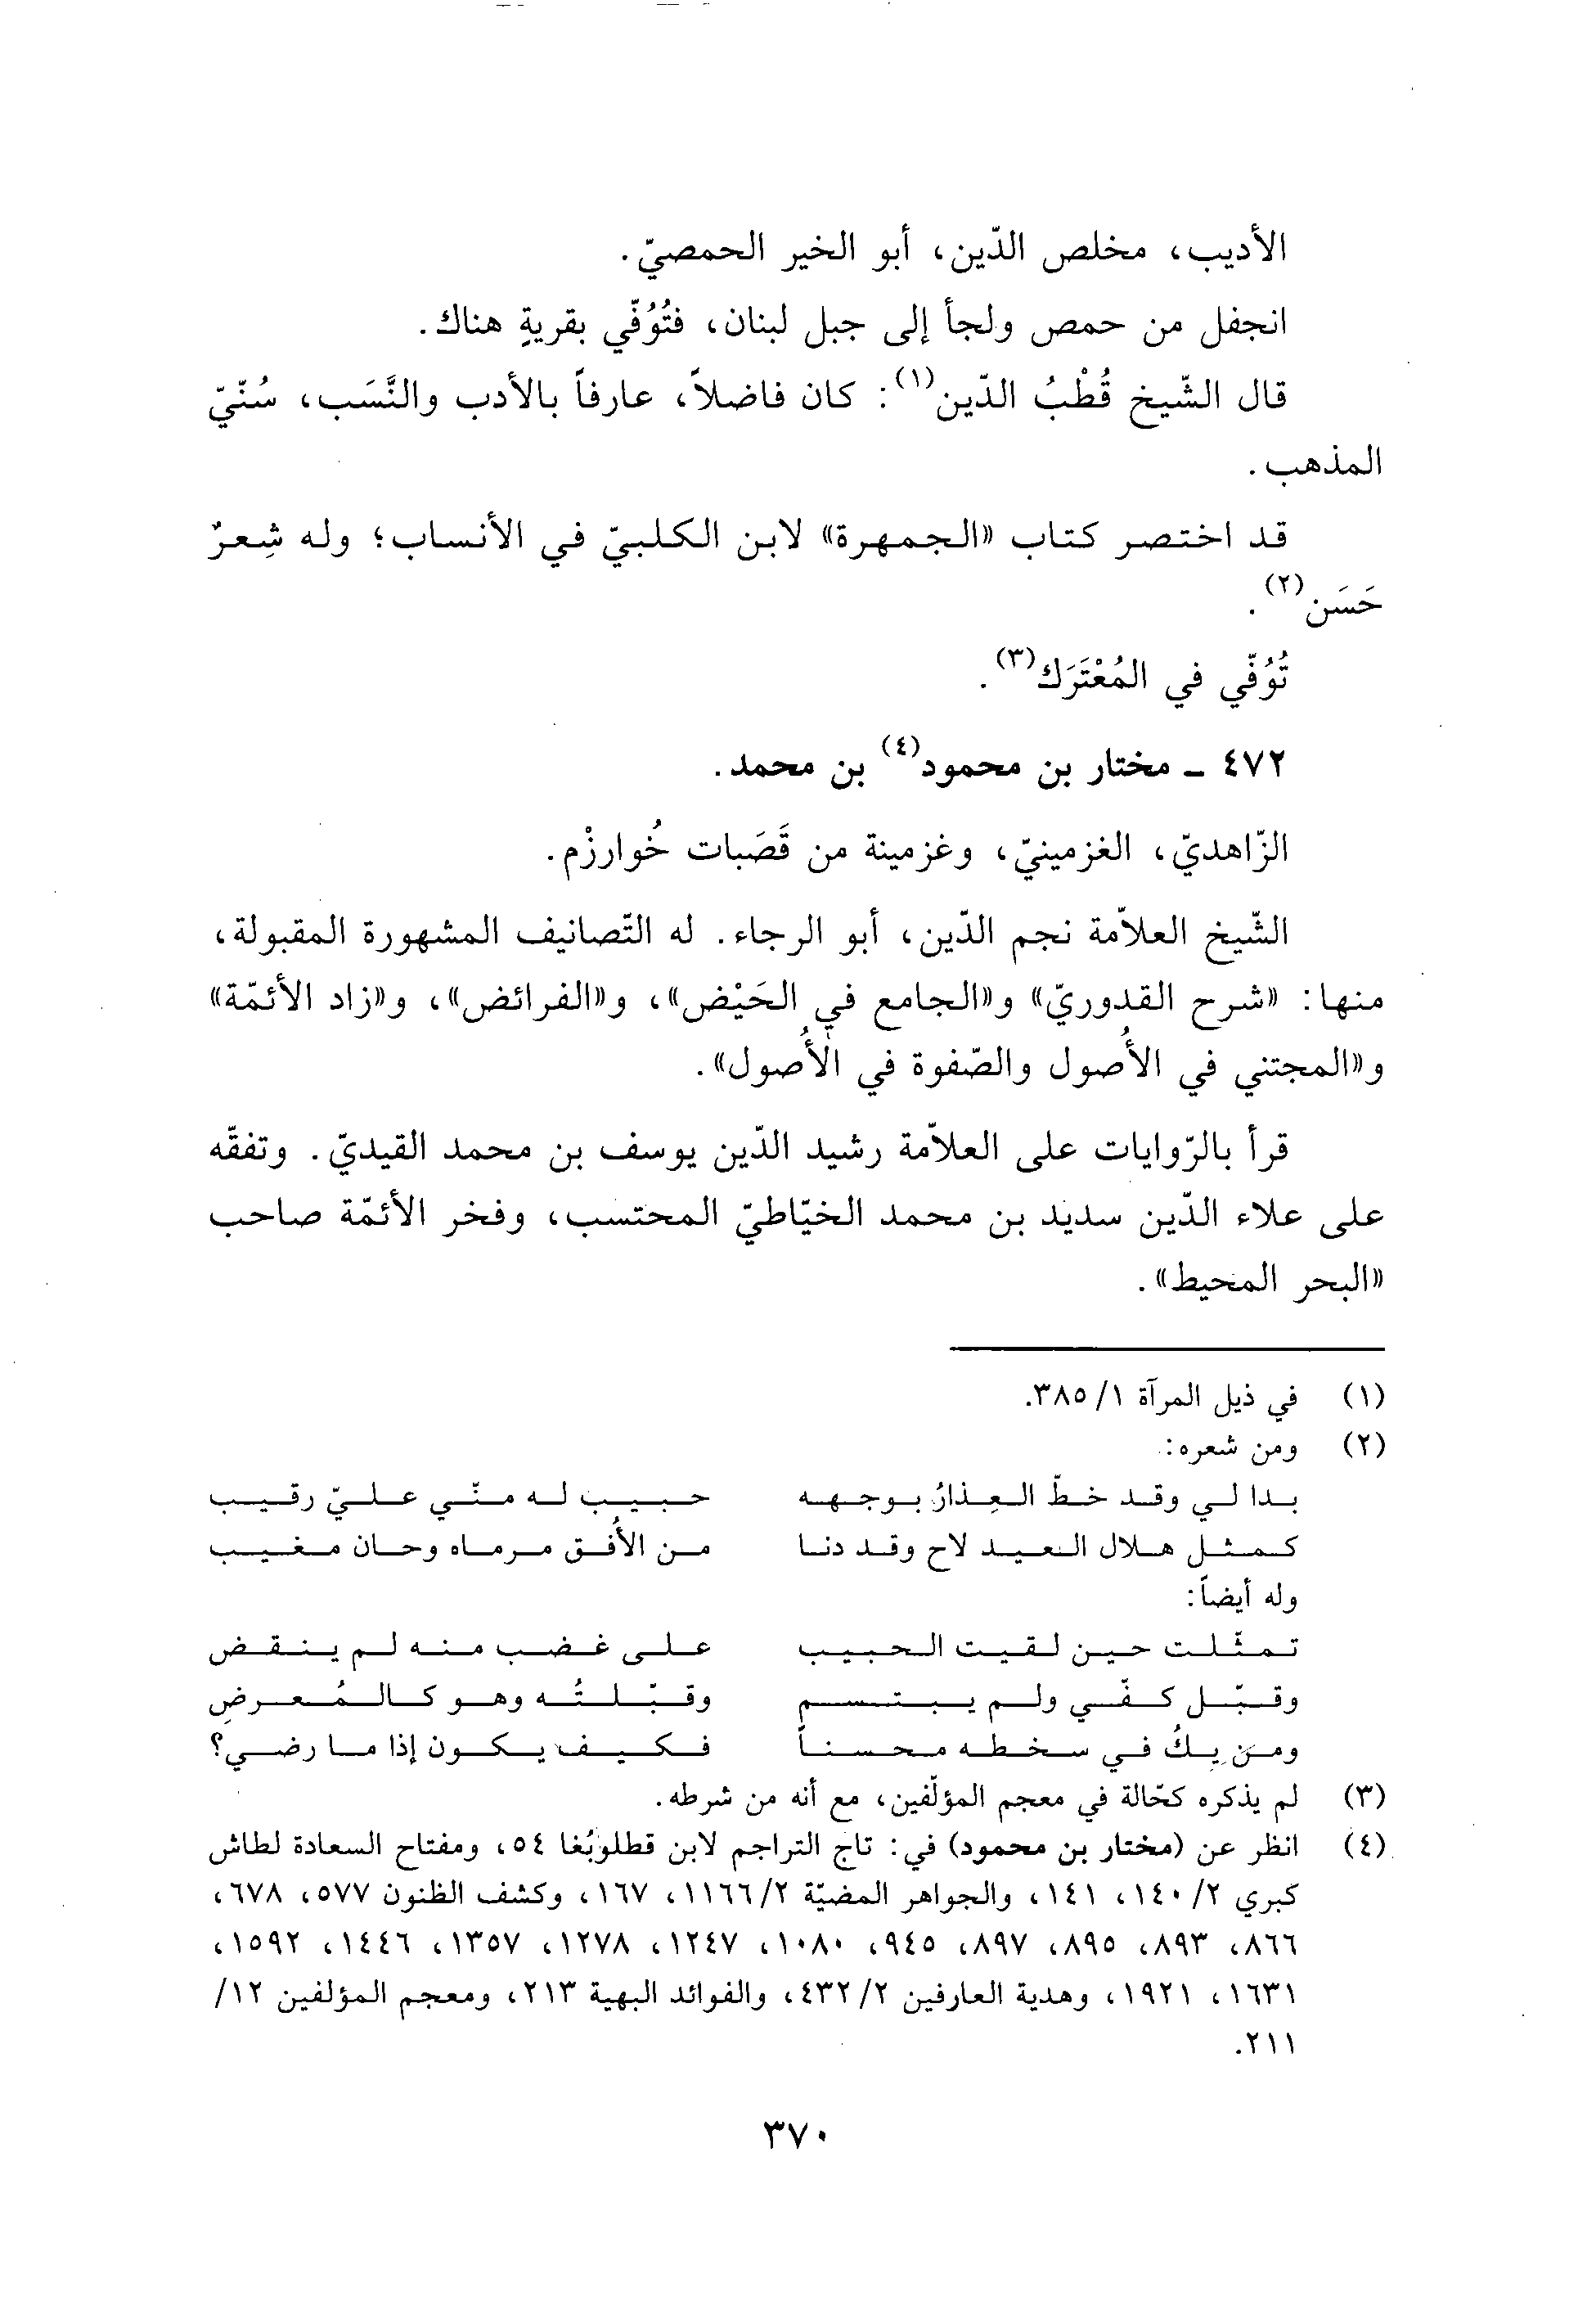 الأديب، مخلص الدّين، أبو الخير الحمصيّ.
انجفل من حمص ولجأ إلى جبل لبنان، فتُوُفّي بقريةٍ هناك.
قال الشّيخ قُطْبُ الدّين(١): كان فاضلاً، عارفاً بالأدب والنَّسَب، سُنّيّ
المذهب.
قد اختصر كتاب «الجمهرة» لابن الكلبيّ في الأنساب؛ وله شِعرٌ
حَسَن(٢).
تُوُفّي في المُعْتَرَك(٣).
٤٧٢ ـ مختار بن محمود(٤) بن محمد.
الزّاهديّ، الغزمينيّ، وغزمينة من قَصَبات خُوارزْم.
الشّيخ العلاّمة نجم الدّين، أبو الرجاء. له التّصانيف المشهورة المقبولة،
منها: «شرح القدوريّ» و«الجامع في الحَيْض»، و«الفرائض»، و«زاد الأئمّة»
و«المجتني في الأُصول والصّفوة في الأُصول».
قرأ بالرّوايات على العلاّمة رشيد الدّين يوسف بن محمد القيديّ. وتفقّه
على علاء الدّين سديد بن محمد الخيّاطيّ المحتسب، وفخر الأئمّة صاحب
«البحر المحيط».
(١) في ذيل المرآة ١/ ٣٨٥.
(٢) ومن شعره:
بدا لي وقد خطّ العِذارُ بوجهه حبيب له منّي عليّ رقيب
كمثل هلال العيد لاح وقد دنا من الأُفق مرماه وحان مغيب
وله أيضاً:
تمثّلت حين لقيت الحبيب على غضب منه لم ينقض
وقبّل كفّي ولم يبتسم وقبّلتُه وهو كالمُعرضِ
ومن يكُ في سخطه محسناً فكيف يكون إذا ما رضي؟
(٣) لم يذكره كحّالة في معجم المؤلّفين، مع أنه من شرطه.
(٤) انظر عن (مختار بن محمود) في: تاج التراجم لابن قطلوبُغا ٥٤، ومفتاح السعادة لطاش
كبري ٢/ ١٤٠، ١٤١، والجواهر المضيّة ٢/ ١١٦٦، ١٦٧، وكشف الظنون ٥٧٧، ٦٧٨،
٨٦٦، ٨٩٣، ٨٩٥، ٨٩٧، ٩٤٥، ١٠٨٠، ١٢٤٧، ١٢٧٨، ١٣٥٧، ١٤٤٦، ١٥٩٢،
١٦٣١، ١٩٢١، وهدية العارفين ٢/ ٤٣٢، والفوائد البهية ٢١٣، ومعجم المؤلفين ١٢/
٢١١.
٣٧٠